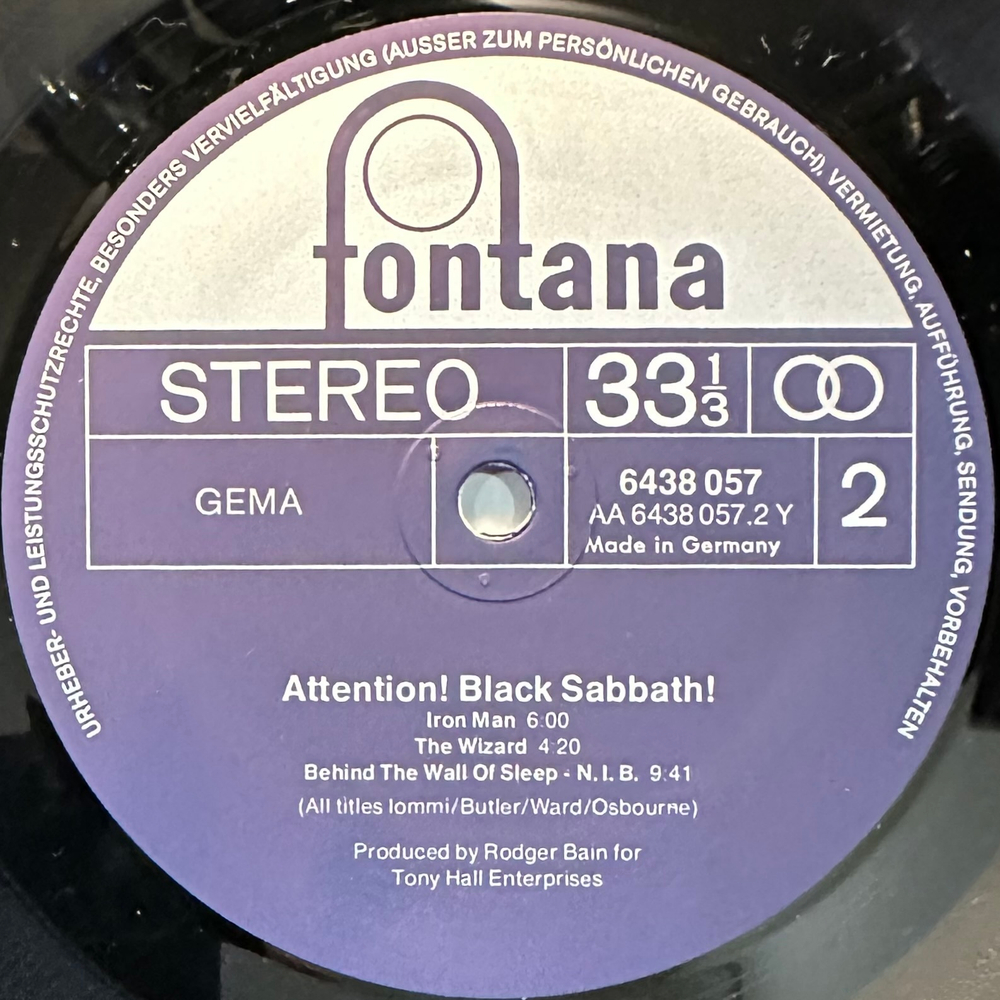 URHEBER- UND LEISTUNGSSCHUTZRECHTE, BESONDERS VERVIELFÄLTIGUNG (AUSSER ZUM PERSÖNLICHEN GEBRAUCH), VERMIETUNG, AUFFÜHRUNG, SENDUNG, VORBEHALTEN
fontana
STEREO 33 1/3
GEMA
6438 057
AA 6438 057.2 Y
Made in Germany
2
Attention! Black Sabbath!
Iron Man 6:00
The Wizard 4:20
Behind The Wall Of Sleep - N. I. B. 9:41
(All titles Iommi/Butler/Ward/Osbourne)
Produced by Rodger Bain for
Tony Hall Enterprises